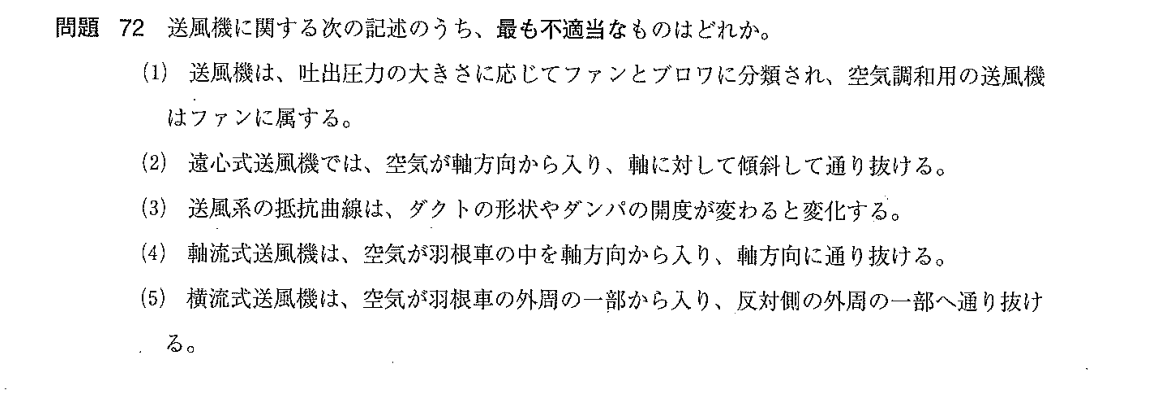 問題 72 送風機に関する次の記述のうち、最も不適当なものはどれか。
(1) 送風機は、吐出圧力の大きさに応じてファンとブロワに分類され、空気調和用の送風機
はファンに属する。
(2) 遠心式送風機では、空気が軸方向から入り、軸に対して傾斜して通り抜ける。
(3) 送風系の抵抗曲線は、ダクトの形状やダンパの開度が変わると変化する。
(4) 軸流式送風機は、空気が羽根車の中を軸方向から入り、軸方向に通り抜ける。
(5) 横流式送風機は、空気が羽根車の外周の一部から入り、反対側の外周の一部へ通り抜け
る。